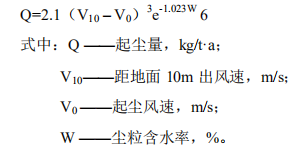 Q=2.1（V10－V0）3e-1.023W 6
式中：Q ——起尘量，kg/t·a；
V10——距地面 10m 出风速，m/s；
V0——起尘风速，m/s；
W ——尘粒含水率，%。